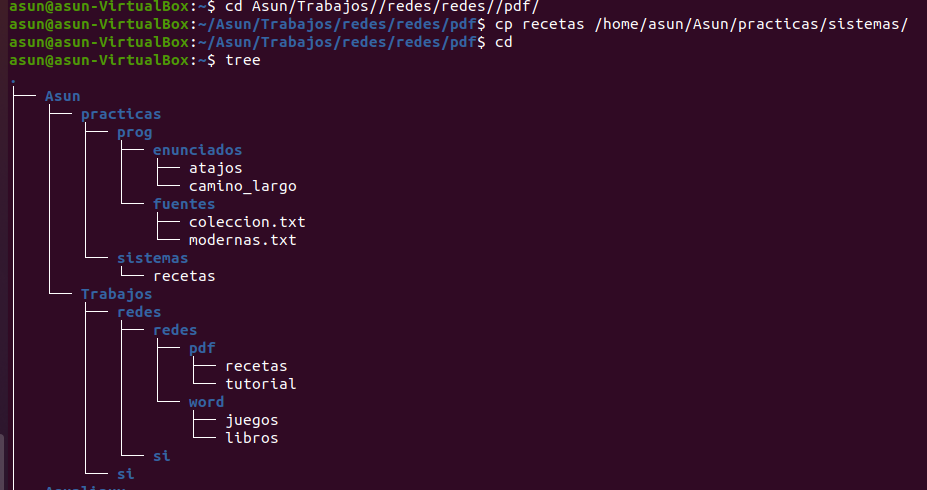 asun@asun-VirtualBox:~$ cd Asun/Trabajos//redes/redes//pdf/
asun@asun-VirtualBox:~/Asun/Trabajos/redes/redes/pdf$ cp recetas /home/asun/Asun/practicas/sistemas/
asun@asun-VirtualBox:~/Asun/Trabajos/redes/redes/pdf$ cd
asun@asun-VirtualBox:~$ tree
.
├── Asun
│   ├── practicas
│   │   ├── prog
│   │   │   ├── enunciados
│   │   │   │   ├── atajos
│   │   │   │   └── camino_largo
│   │   │   └── fuentes
│   │   │       ├── coleccion.txt
│   │   │       └── modernas.txt
│   │   └── sistemas
│   │       └── recetas
│   └── Trabajos
│       ├── redes
│       │   ├── redes
│       │   │   ├── pdf
│       │   │   │   ├── recetas
│       │   │   │   └── tutorial
│       │   │   └── word
│       │   │       ├── juegos
│       │   │       └── libros
│       │   └── si
│       └── si